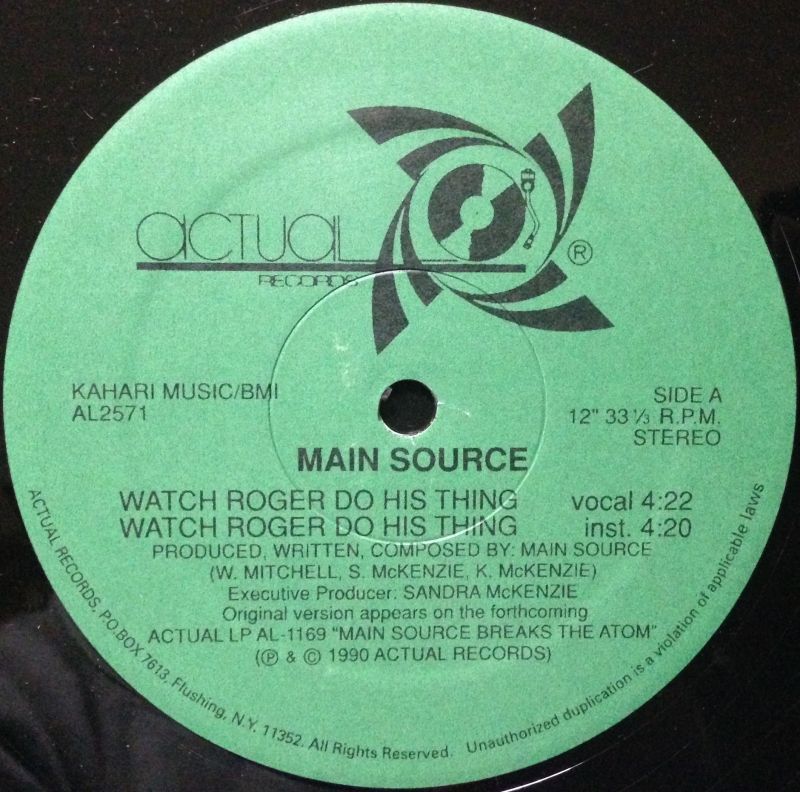 actual
RECORDS
®
KAHARI MUSIC/BMI
AL2571
SIDE A
12" 33 ⅓ R.P.M.
STEREO
MAIN SOURCE
WATCH ROGER DO HIS THING vocal 4:22
WATCH ROGER DO HIS THING inst. 4:20
PRODUCED, WRITTEN, COMPOSED BY: MAIN SOURCE
(W. MITCHELL, S. McKENZIE, K. McKENZIE)
Executive Producer: SANDRA McKENZIE
Original version appears on the forthcoming
ACTUAL LP AL-1169 "MAIN SOURCE BREAKS THE ATOM"
(℗ & © 1990 ACTUAL RECORDS)
ACTUAL RECORDS, P.O. BOX 7613, Flushing, N.Y. 11352. All Rights Reserved. Unauthorized duplication is a violation of applicable laws